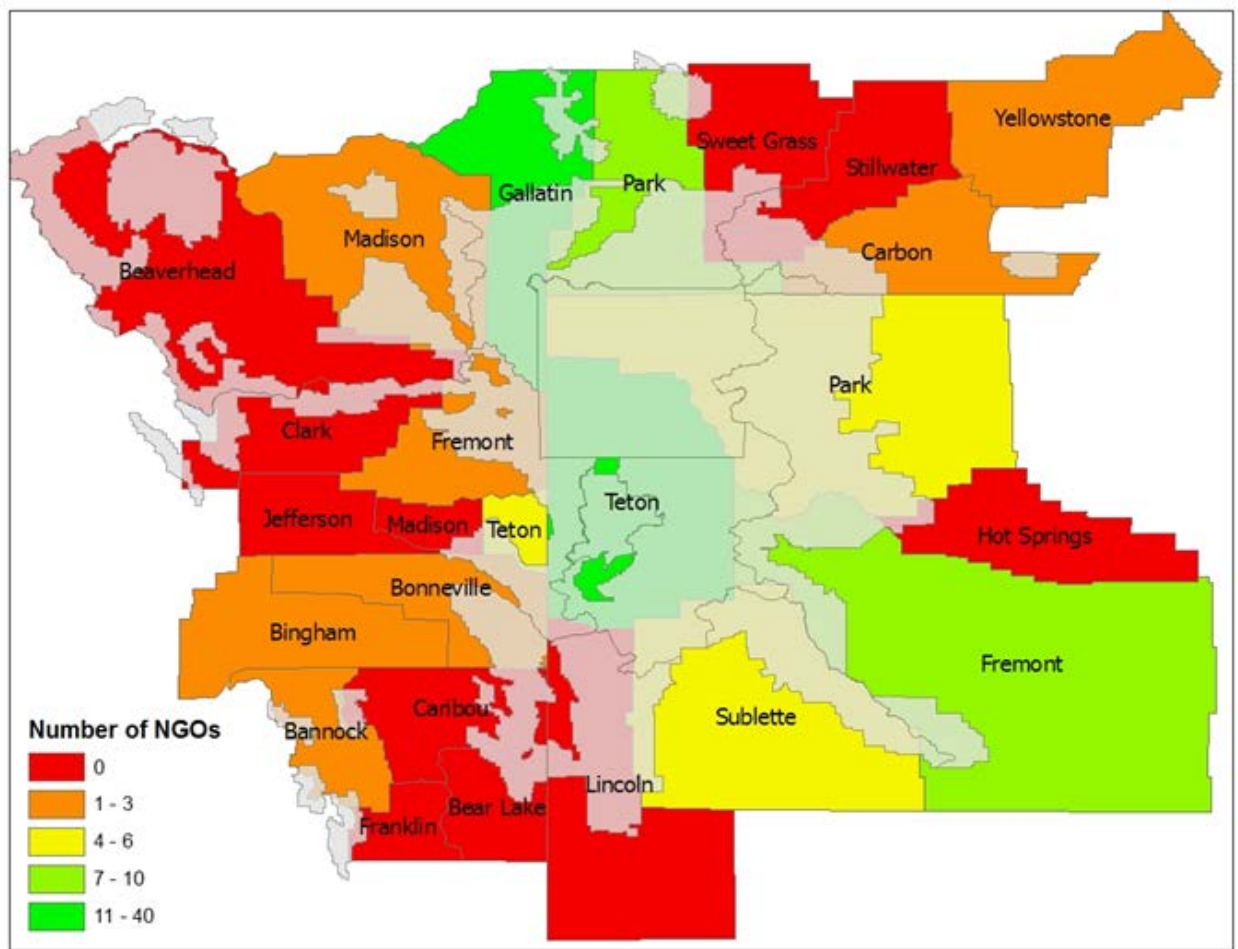 Yellowstone
Sweet Grass
Stillwater
Gallatin
Park
Madison
Carbon
Beaverhead
Park
Clark
Fremont
Teton
Jefferson
Madison
Teton
Hot Springs
Bonneville
Bingham
Fremont
Caribou
Sublette
Bannock
Lincoln
Bear Lake
Franklin
Number of NGOs
0
1 - 3
4 - 6
7 - 10
11 - 40